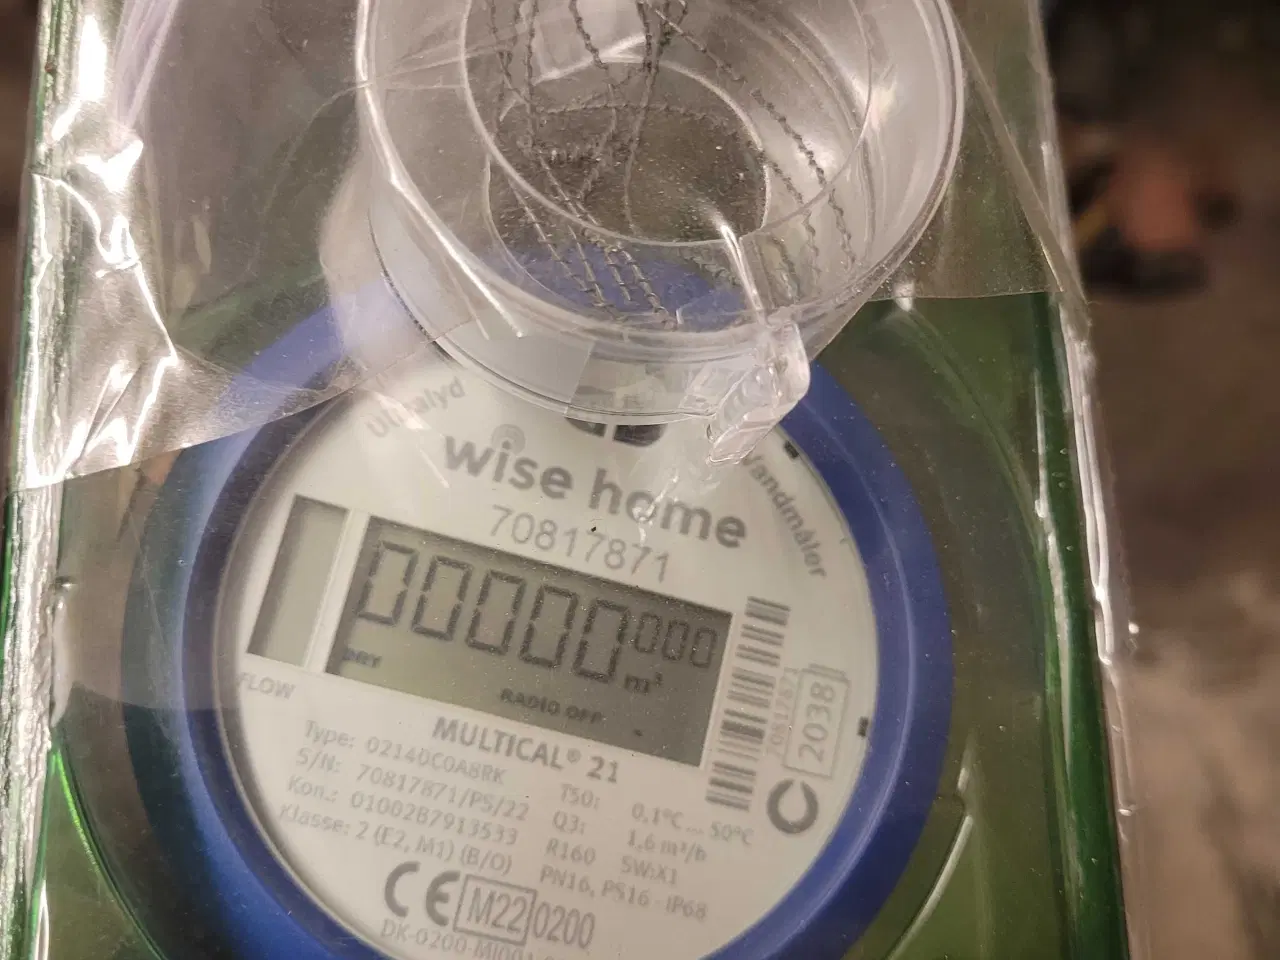 wise home
Vandmåler
70817871
00000000
m³
DRY
RADIO OFF
FLOW
70817871
2038
MULTICAL® 21
Type: 02140C0A8RK
S/N: 70817871/P5/22
Kon.: 01002B7913533
Klasse: 2 (E2, M1) (B/O)
T50: 0,1°C ... 50°C
Q3: 1,6 m³/h
R160 SW:X1
PN16, PS16 - IP68
CE M22 0200